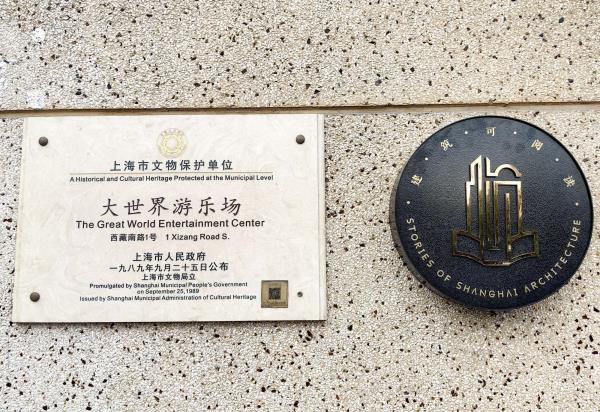 上海市文物保护单位
A Historical and Cultural Heritage Protected at the Municipal Level
大世界游乐场
The Great World Entertainment Center
西藏南路1号 1 Xizang Road S.
上海市人民政府
一九八九年九月二十五日公布
上海市文物局立
Promulgated by Shanghai Municipal People's Government
on September 25,1989
Issued by Shanghai Municipal Administration of Cultural Heritage
·建·筑·可·阅·读·
STORIES OF SHANGHAI ARCHITECTURE